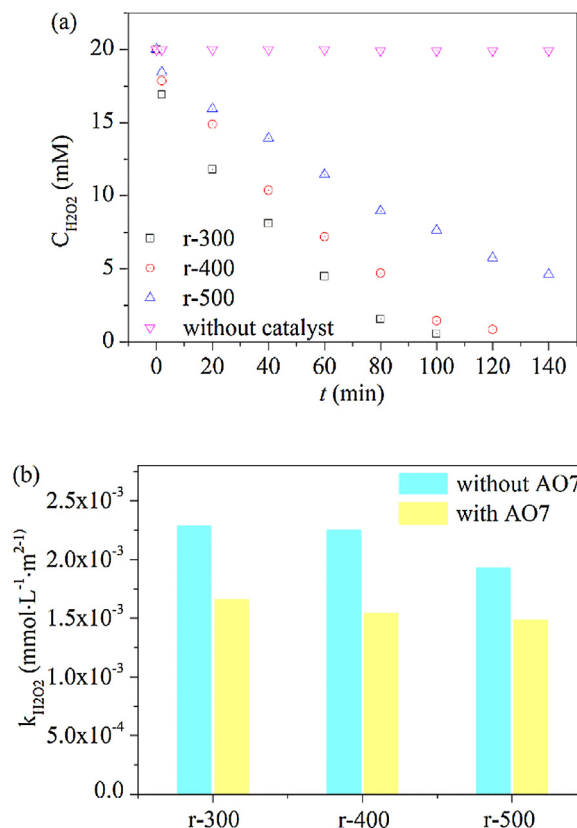 (a)
20
15
10
5
0
C_H2O2 (mM)
r-300
r-400
r-500
without catalyst
0 20 40 60 80 100 120 140
t (min)
(b)
without AO7
with AO7
2.5x10⁻³
2.0x10⁻³
1.5x10⁻³
1.0x10⁻³
5.0x10⁻⁴
0.0
k_H2O2 (mmol·L⁻¹·m²⁻¹)
r-300 r-400 r-500